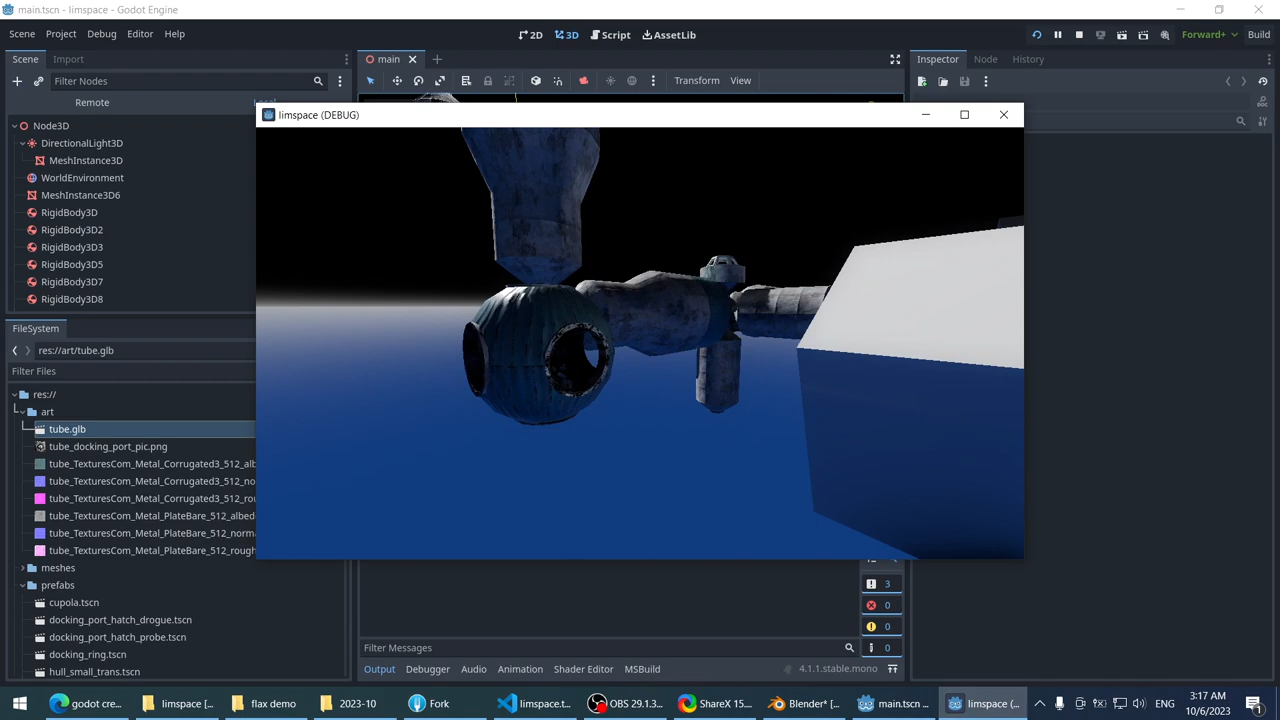 main.tscn - limspace - Godot Engine
Scene Project Debug Editor Help
2D 3D Script AssetLib
Forward+ Build
Scene Import
main
Inspector Node History
Filter Nodes
Transform View
Remote
limspace (DEBUG)
Node3D
DirectionalLight3D
MeshInstance3D
WorldEnvironment
MeshInstance3D6
RigidBody3D
RigidBody3D2
RigidBody3D3
RigidBody3D5
RigidBody3D7
RigidBody3D8
FileSystem
res://art/tube.glb
Filter Files
res://
art
tube.glb
tube_docking_port_pic.png
tube_TexturesCom_Metal_Corrugated3_512_alb
tube_TexturesCom_Metal_Corrugated3_512_no
tube_TexturesCom_Metal_Corrugated3_512_rou
tube_TexturesCom_Metal_PlateBare_512_albed
tube_TexturesCom_Metal_PlateBare_512_norma
tube_TexturesCom_Metal_PlateBare_512_rough
meshes
prefabs
cupola.tscn
docking_port_hatch_drogue.tscn
docking_port_hatch_probe.tscn
docking_ring.tscn
hull_small_trans.tscn
3
0
0
0
Filter Messages
Output Debugger Audio Animation Shader Editor MSBuild
4.1.1.stable.mono
godot cre...
limspace [...
flax demo
2023-10
Fork
limspace.t...
OBS 29.1.3...
ShareX 15....
Blender* [...
main.tscn ...
limspace (...
ENG
3:17 AM
10/6/2023
1